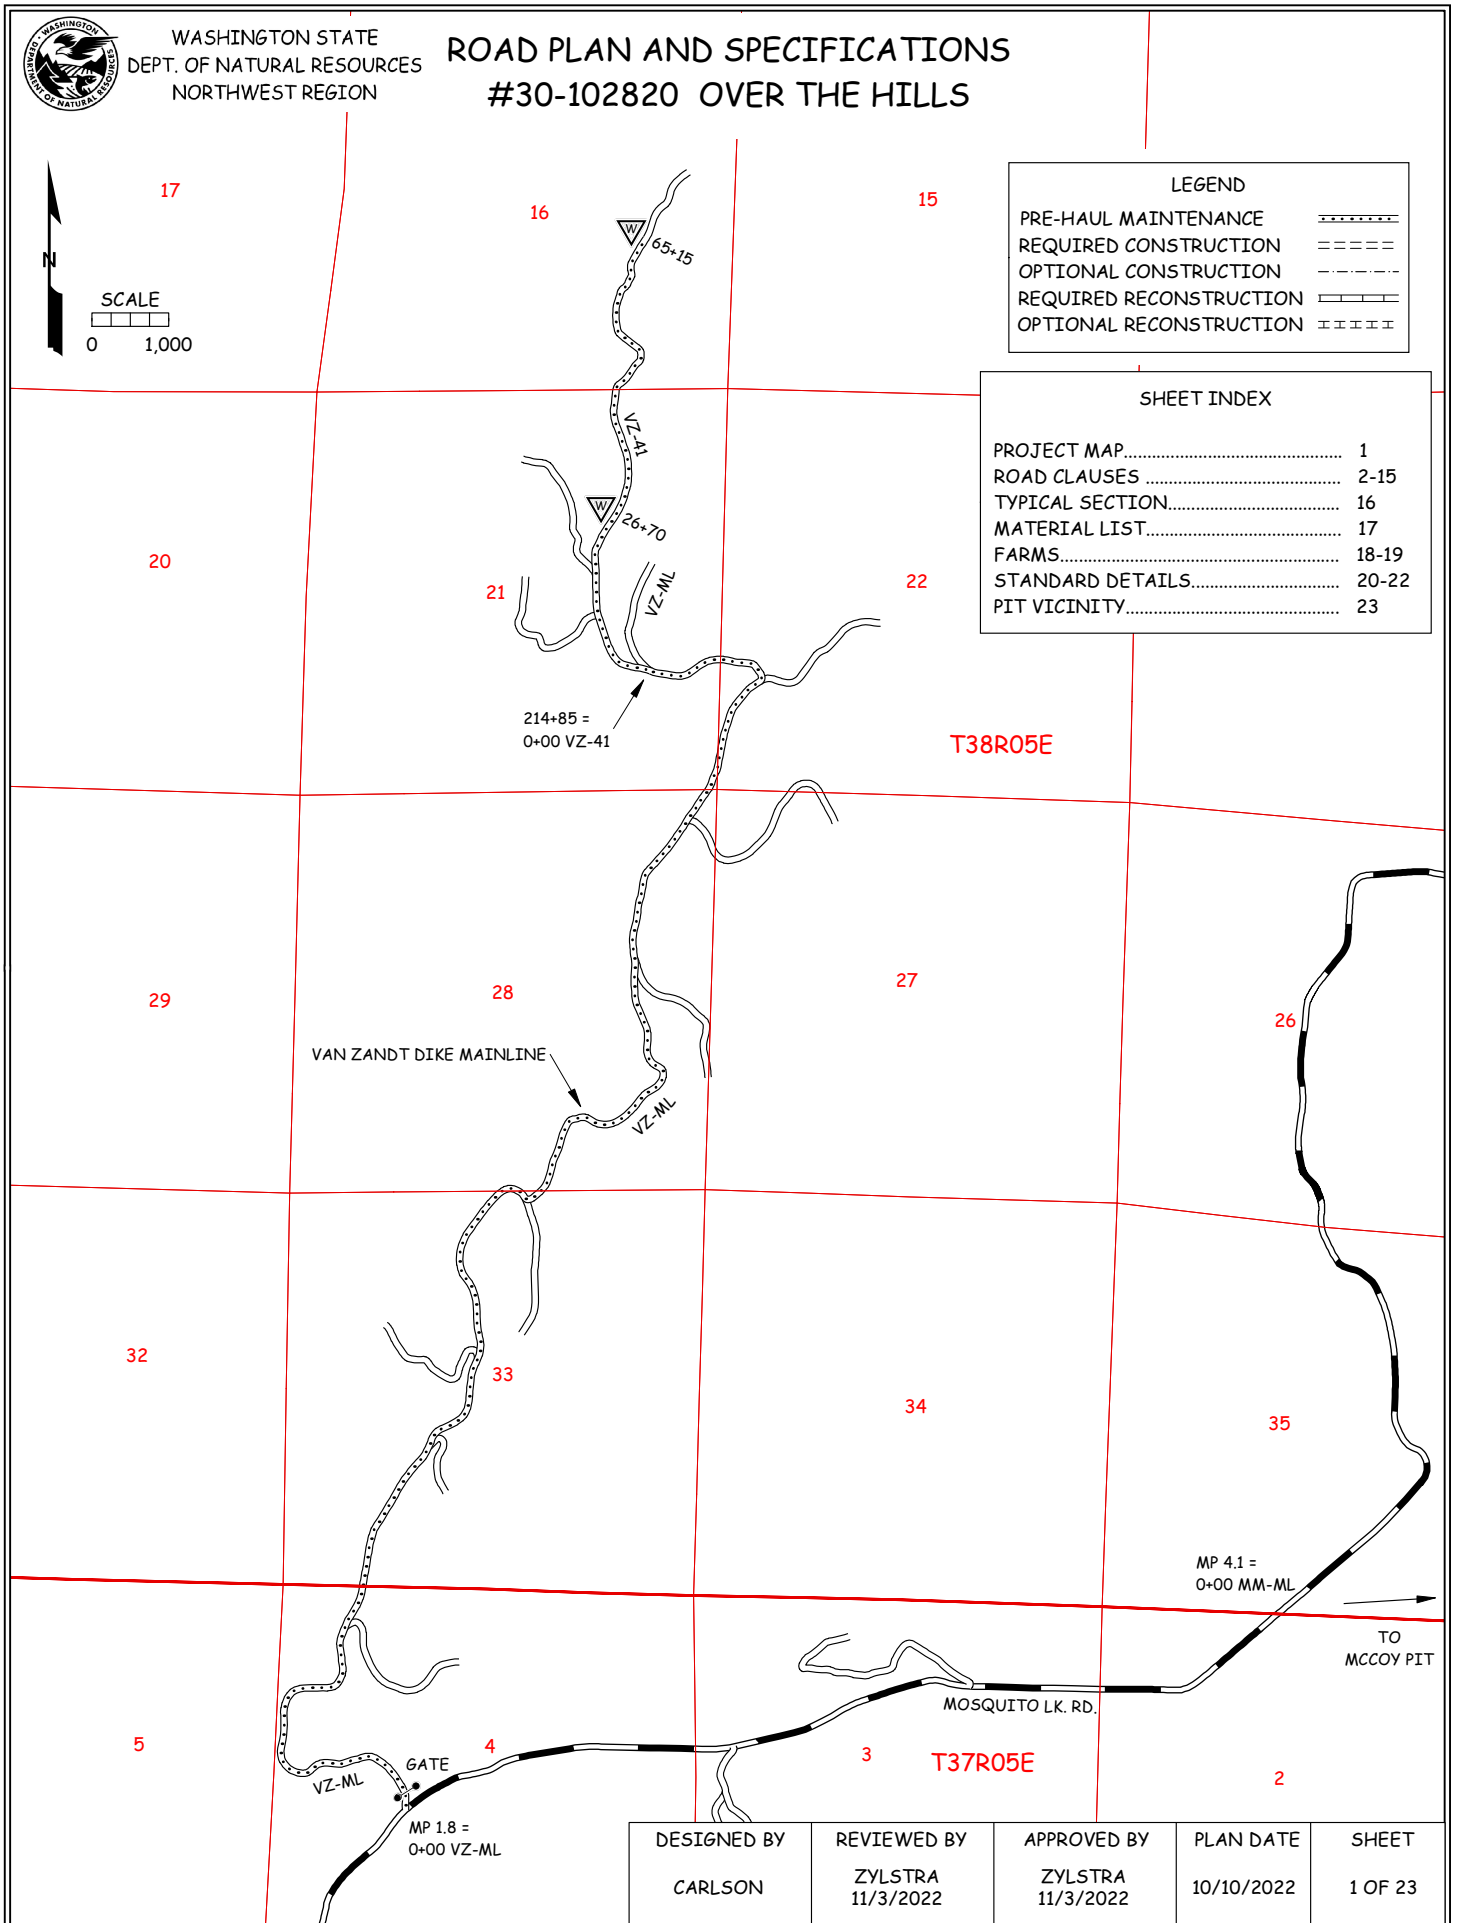 WASHINGTON STATE
DEPT. OF NATURAL RESOURCES
NORTHWEST REGION
WASHINGTON
DEPARTMENT OF NATURAL RESOURCES
ROAD PLAN AND SPECIFICATIONS
#30-102820 OVER THE HILLS
17
16
15
N
SCALE
0 1,000
LEGEND
PRE-HAUL MAINTENANCE
REQUIRED CONSTRUCTION
OPTIONAL CONSTRUCTION
REQUIRED RECONSTRUCTION
OPTIONAL RECONSTRUCTION
SHEET INDEX
PROJECT MAP............................................ 1
ROAD CLAUSES ....................................... 2-15
TYPICAL SECTION.................................. 16
MATERIAL LIST....................................... 17
FARMS........................................................ 18-19
STANDARD DETAILS.............................. 20-22
PIT VICINITY........................................... 23
W
65+15
VZ-41
W
26+70
20
21
VZ-ML
22
214+85 =
0+00 VZ-41
T38R05E
29
28
27
26
VAN ZANDT DIKE MAINLINE
VZ-ML
32
33
34
35
MP 4.1 =
0+00 MM-ML
TO
MCCOY PIT
MOSQUITO LK. RD.
5
4
3
T37R05E
2
GATE
VZ-ML
MP 1.8 =
0+00 VZ-ML
DESIGNED BY
CARLSON
REVIEWED BY
ZYLSTRA
11/3/2022
APPROVED BY
ZYLSTRA
11/3/2022
PLAN DATE
10/10/2022
SHEET
1 OF 23